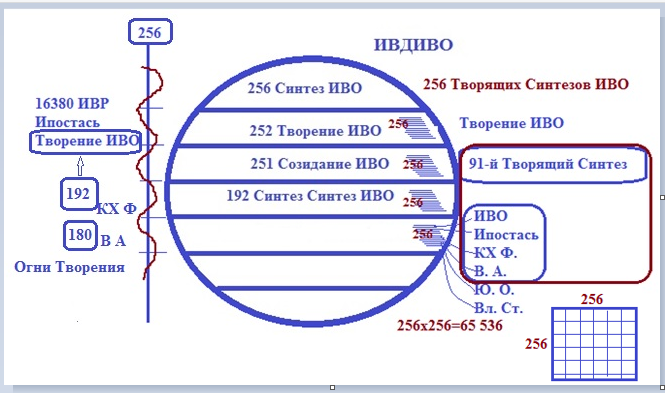 256
ИВДИВО
256 Синтез ИВО
256 Творящих Синтезов ИВО
16380 ИВР
Ипостась
Творение ИВО
252 Творение ИВО
256
Творение ИВО
251 Созидание ИВО
256
91-й Творящий Синтез
192
КХ Ф
192 Синтез Синтез ИВО
256
ИВО
Ипостась
КХ Ф.
В. А.
Ю. О.
Вл. Ст.
180
В А
256
Огни Творения
256х256=65 536
256
256